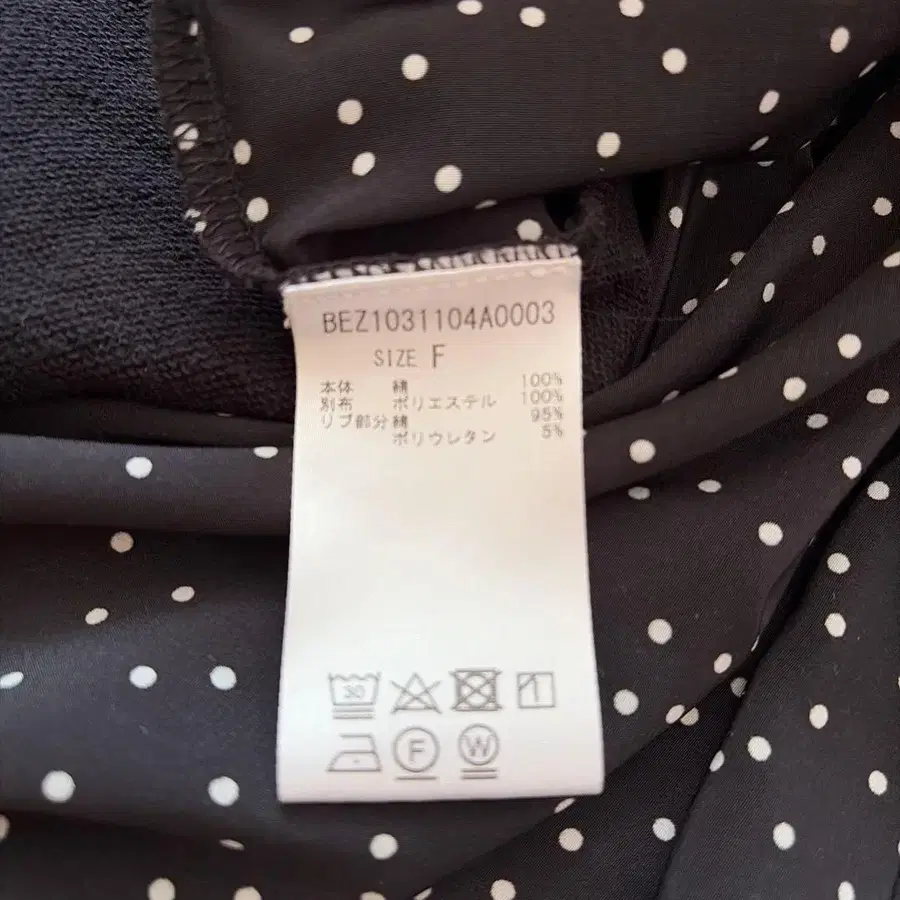 BEZ1031104A0003
SIZE F
本体 綿 100%
別布 ポリエステル 100%
リブ部分 綿 95%
ポリウレタン 5%
30
F W